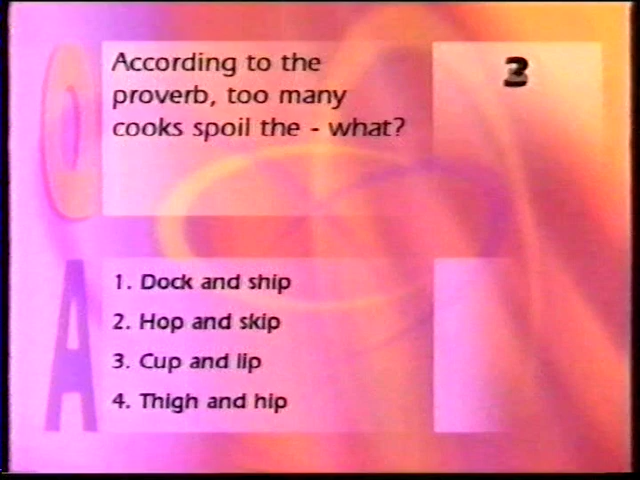 Q
According to the
proverb, too many
cooks spoil the - what?
A
1. Dock and ship
2. Hop and skip
3. Cup and lip
4. Thigh and hip